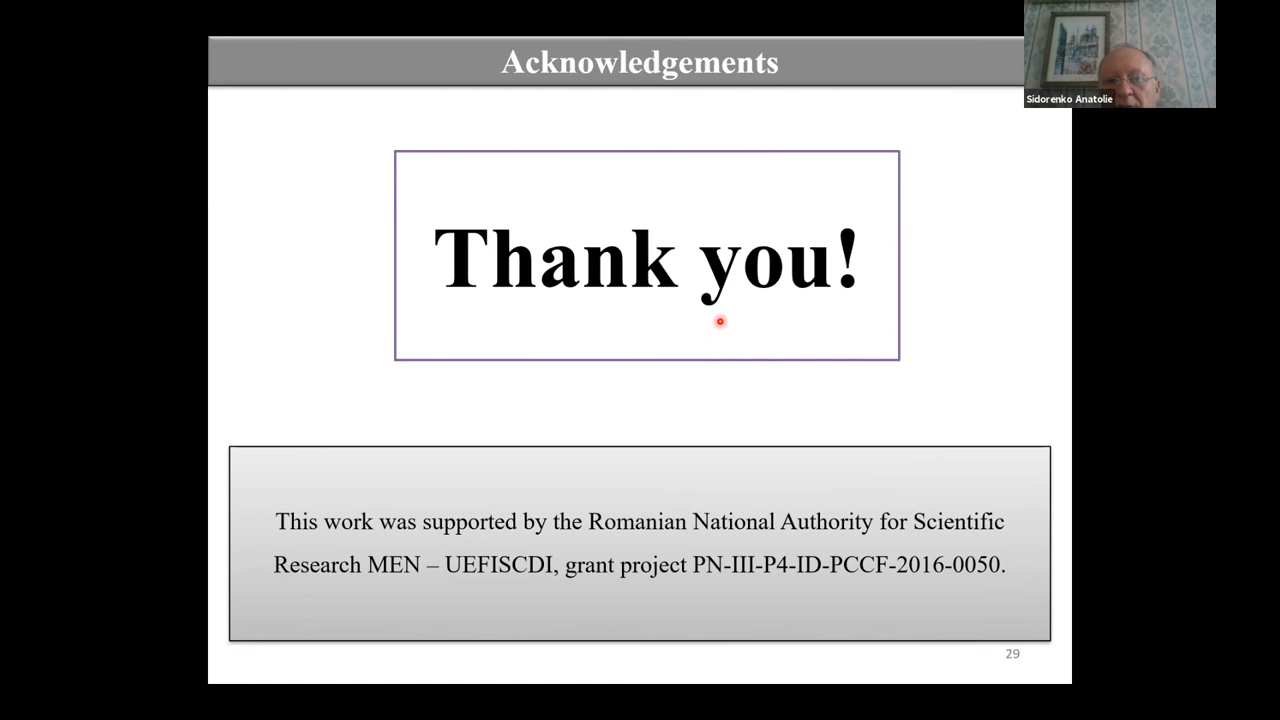 Acknowledgements
Sidorenko Anatolie
Thank you!
This work was supported by the Romanian National Authority for Scientific
Research MEN – UEFISCDI, grant project PN-III-P4-ID-PCCF-2016-0050.
29